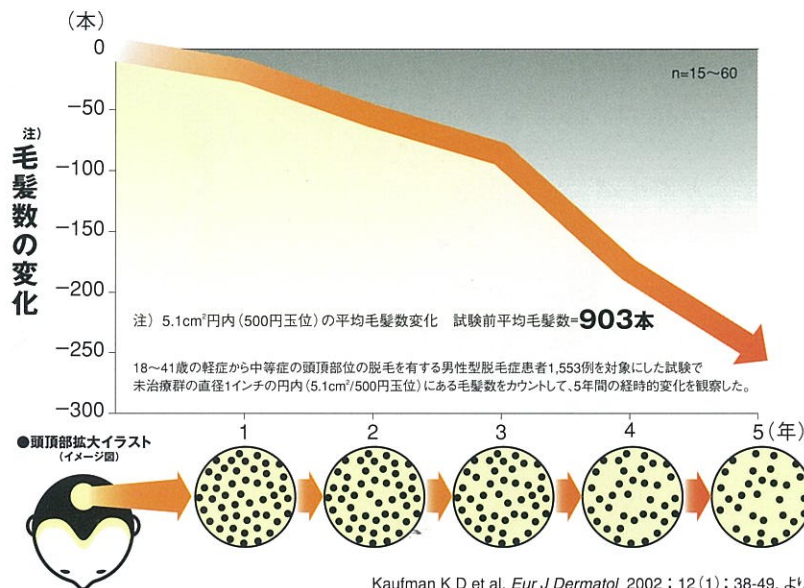 (本)
0
−50
−100
−150
−200
−250
−300
注)
毛髪数の変化
n=15〜60
注) 5.1cm²円内(500円玉位)の平均毛髪数変化 試験前平均毛髪数=903本
18〜41歳の軽症から中等症の頭頂部位の脱毛を有する男性型脱毛症患者1,553例を対象にした試験で
未治療群の直径1インチの円内(5.1cm²/500円玉位)にある毛髪数をカウントして、5年間の経時的変化を観察した。
1 2 3 4 5(年)
●頭頂部拡大イラスト
(イメージ図)
Kaufman K D et al. Eur J Dermatol 2002 ; 12(1) ; 38-49. より